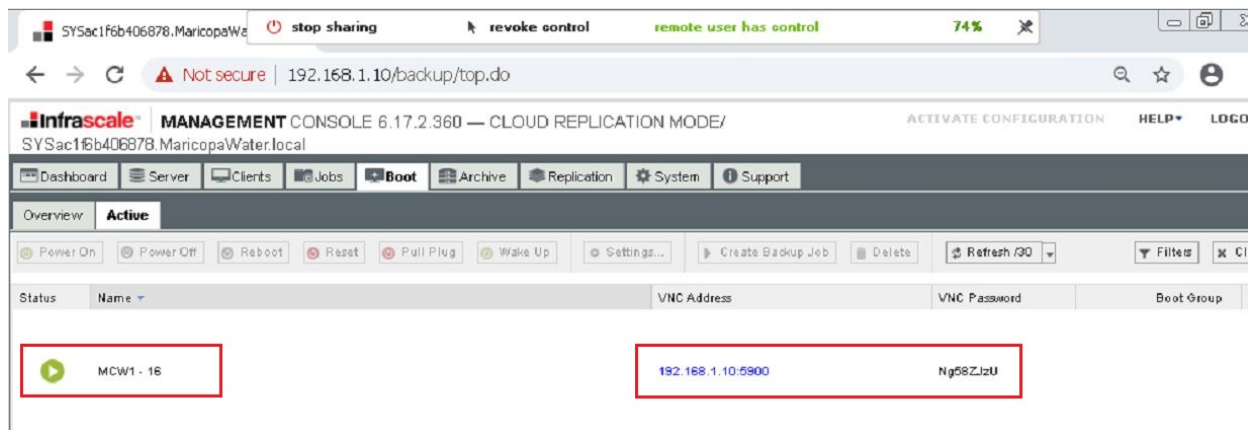 SYSac1f6b406878.MaricopaWa stop sharing revoke control remote user has control 74%
Not secure | 192.168.1.10/backup/top.do
Infrascale MANAGEMENT CONSOLE 6.17.2.360 — CLOUD REPLICATION MODE/ ACTIVATE CONFIGURATION HELP LOGO
SYSac1f6b406878.MaricopaWater.local
Dashboard Server Clients Jobs Boot Archive Replication System Support
Overview Active
Power On Power Off Reboot Reset Pull Plug Wake Up Settings... Create Backup Job Delete Refresh /30 Filters Cl
Status Name VNC Address VNC Password Boot Group
MCW1 - 16 192.168.1.10:5900 Ng58ZJzU